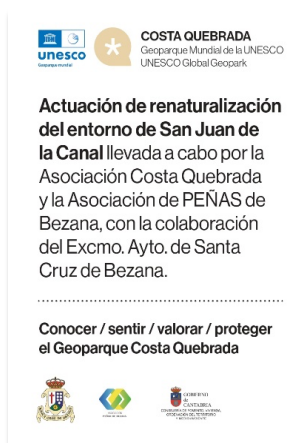 unesco
Geoparque mundial
COSTA QUEBRADA
Geoparque Mundial de la UNESCO
UNESCO Global Geopark
Actuación de renaturalización
del entorno de San Juan de
la Canal llevada a cabo por la
Asociación Costa Quebrada
y la Asociación de PEÑAS de
Bezana, con la colaboración
del Excmo. Ayto. de Santa
Cruz de Bezana.
Conocer / sentir / valorar / proteger
el Geoparque Costa Quebrada
GOBIERNO
de
CANTABRIA